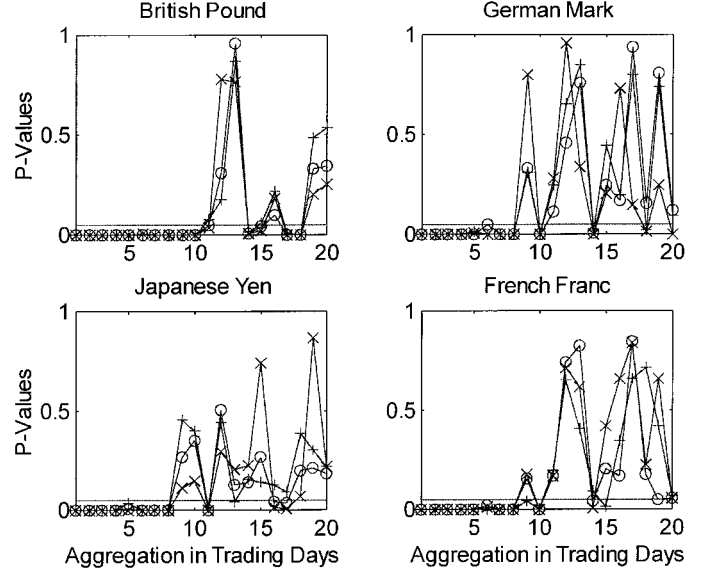 British Pound
German Mark
P-Values
1
0.5
0
5 10 15 20
1
0.5
0
5 10 15 20
Japanese Yen
French Franc
P-Values
1
0.5
0
5 10 15 20
Aggregation in Trading Days
1
0.5
0
5 10 15 20
Aggregation in Trading Days